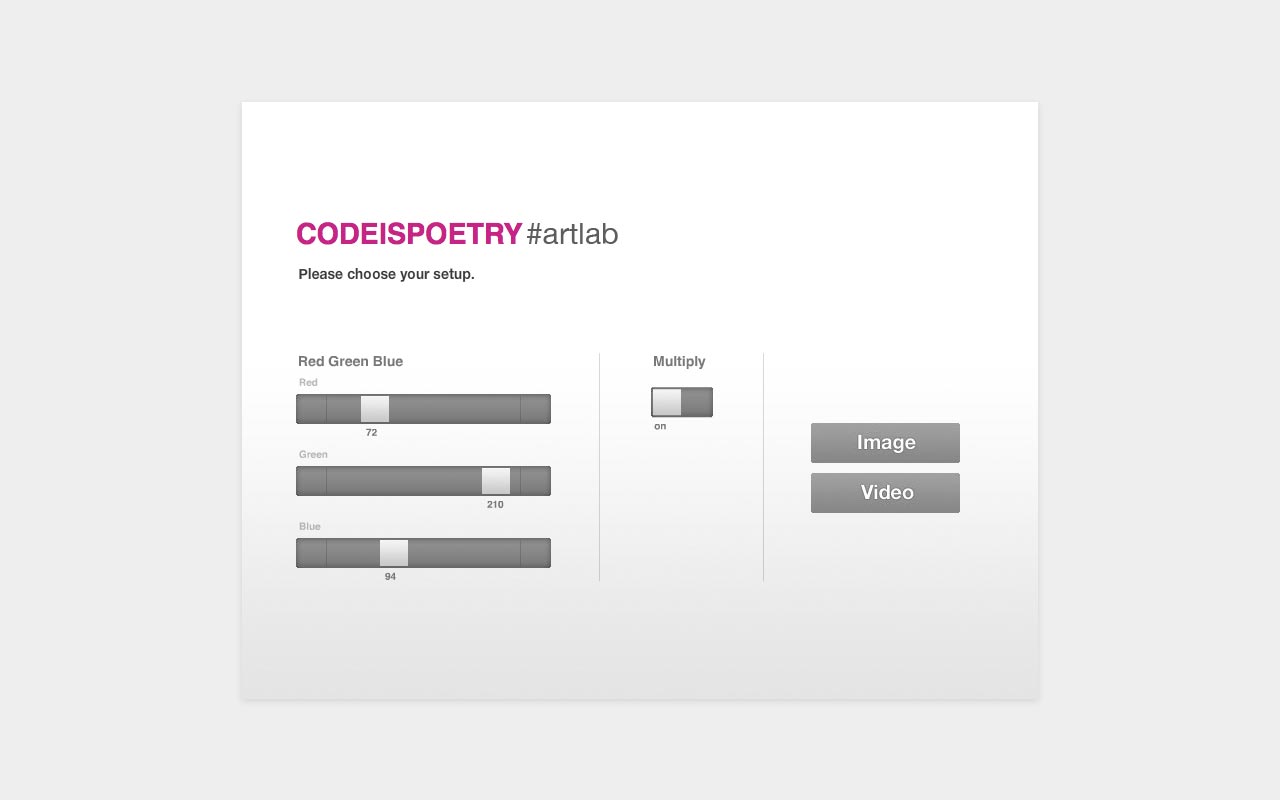 CODEISPOETRY #artlab
Please choose your setup.
Red Green Blue
Red
72
Green
210
Blue
94
Multiply
on
Image
Video